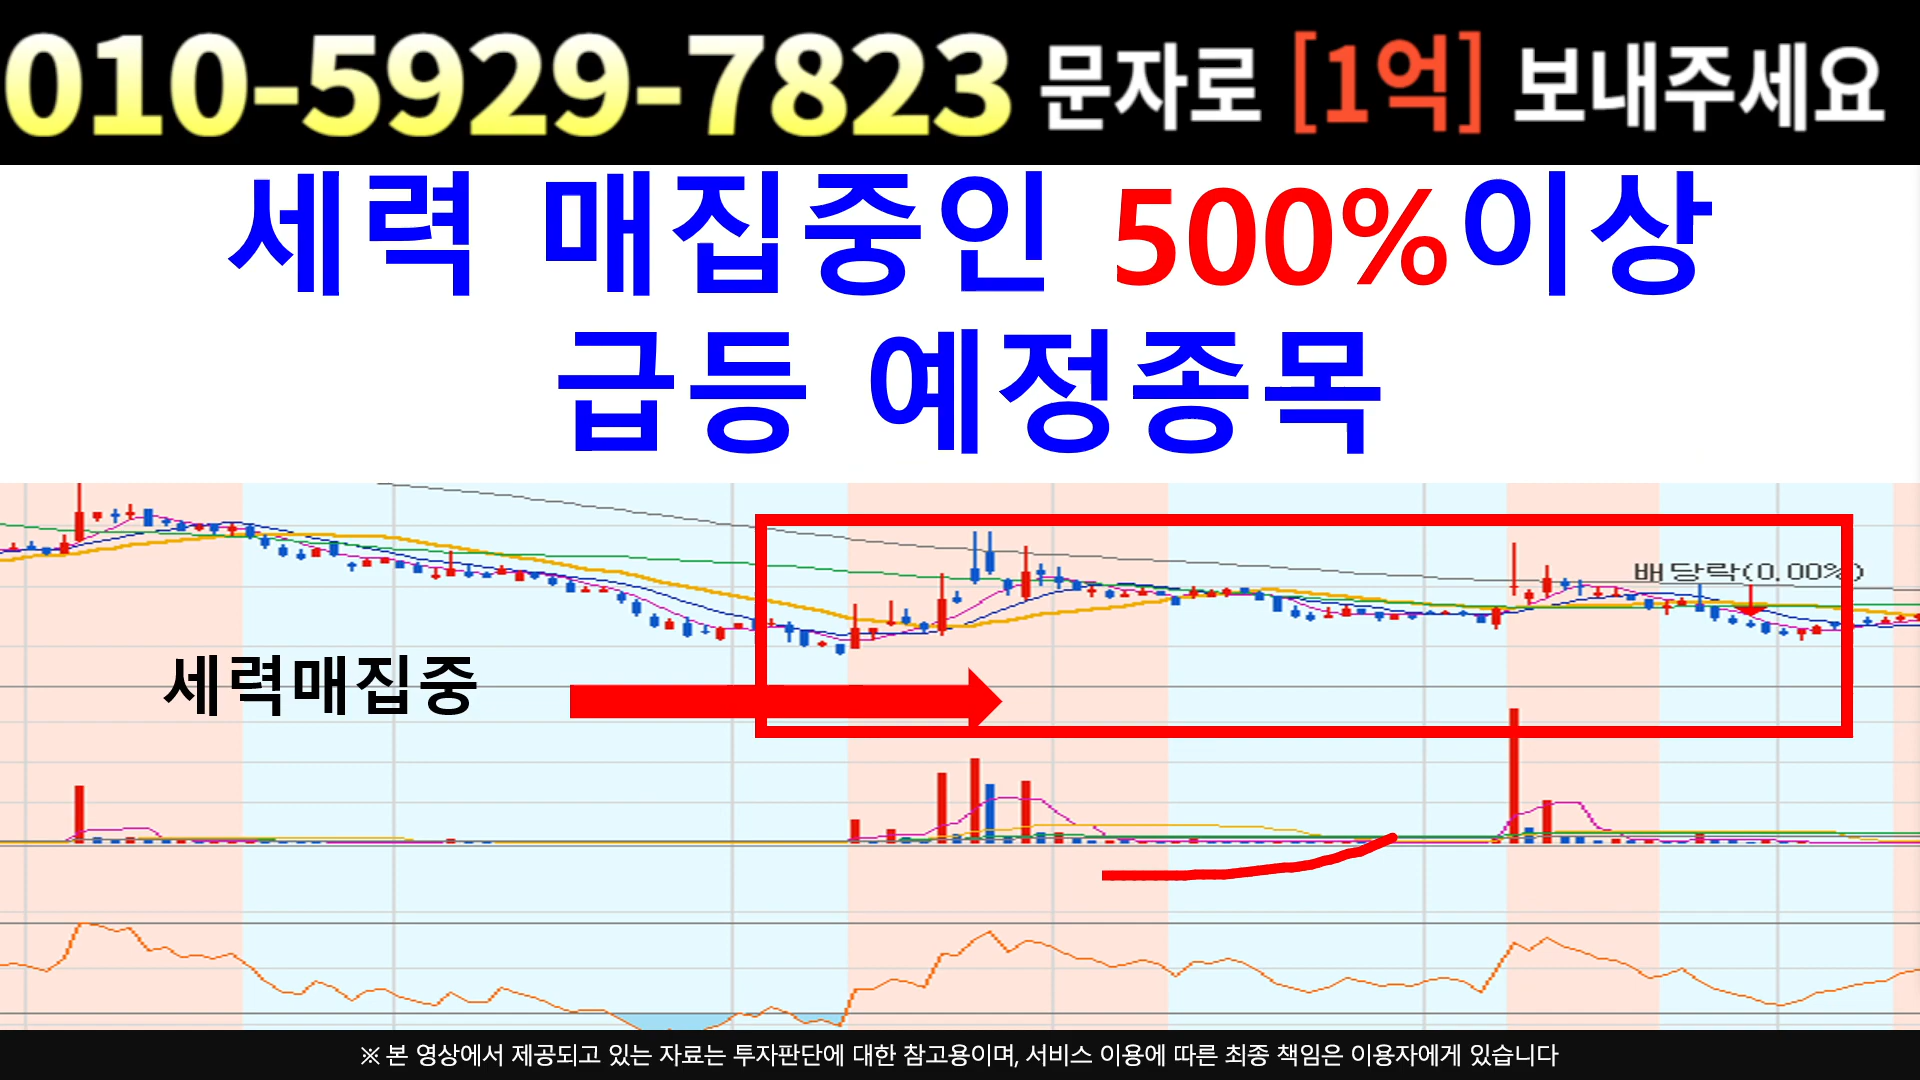 010-5929-7823 문자로 [1억] 보내주세요
세력 매집중인 500%이상
급등 예정종목
배당락(0.00%)
세력매집중
※ 본 영상에서 제공되고 있는 자료는 투자판단에 대한 참고용이며, 서비스 이용에 따른 최종 책임은 이용자에게 있습니다